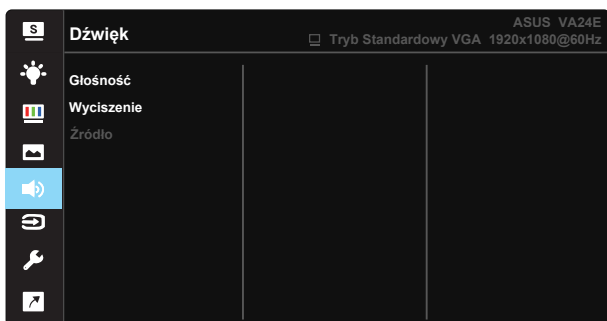 S
Dźwięk
ASUS VA24E
Tryb Standardowy VGA 1920x1080@60Hz
Głośność
Wyciszenie
Źródło